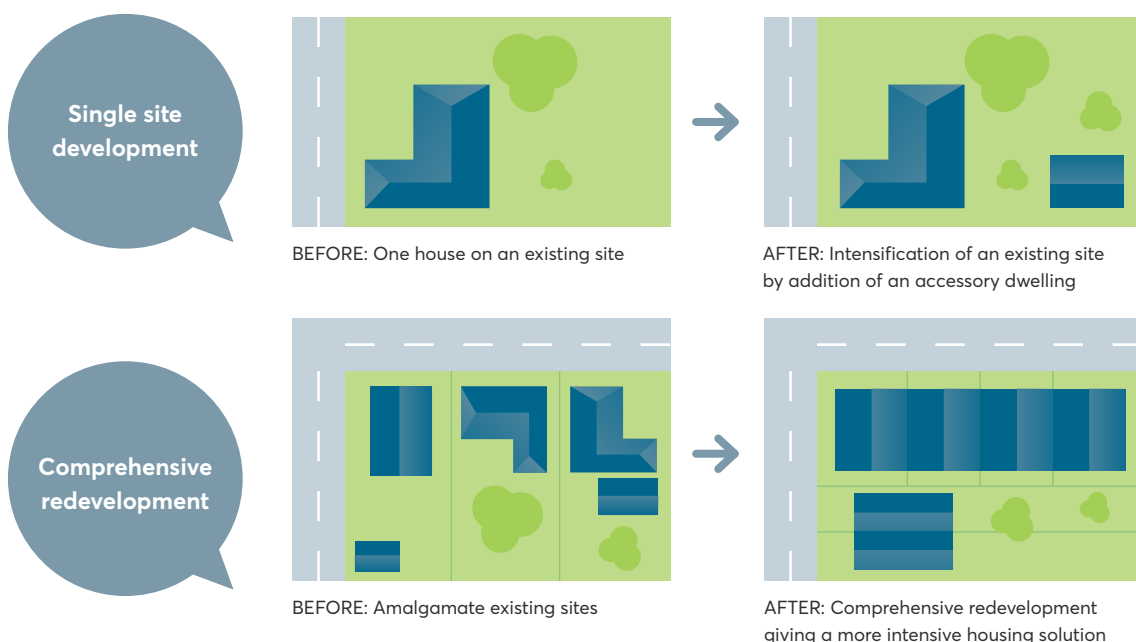 Single site
development
BEFORE: One house on an existing site
AFTER: Intensification of an existing site
by addition of an accessory dwelling
Comprehensive
redevelopment
BEFORE: Amalgamate existing sites
AFTER: Comprehensive redevelopment
giving a more intensive housing solution